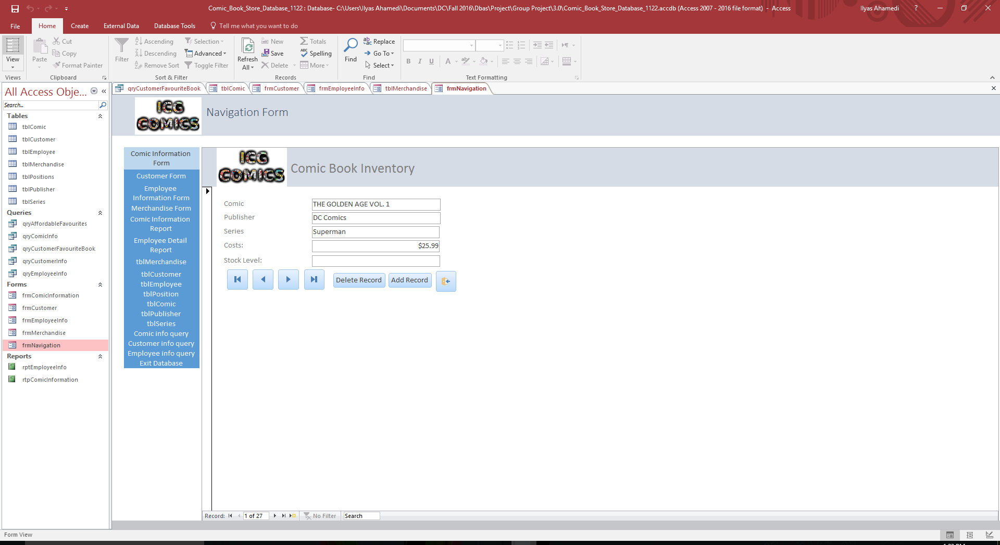 Comic_Book_Store_Database_1122 : Database- C:\Users\Ilyas Ahamedi\Documents\DC\Fall 2016\Dbas\Project\Group Project\3.0\Comic_Book_Store_Database_1122.accdb (Access 2007 - 2016 file format) - Access
Ilyas Ahamedi
?
File Home Create External Data Database Tools Tell me what you want to do
View
Views
Paste
Cut
Copy
Format Painter
Clipboard
Filter
Ascending
Descending
Remove Sort
Selection
Advanced
Toggle Filter
Sort & Filter
Refresh
All
New
Save
Delete
Totals
Spelling
More
Records
Find
Replace
Go To
Select
Find
B I U A
Text Formatting
All Access Obje...
Search...
Tables
tblComic
tblCustomer
tblEmployee
tblMerchandise
tblPositions
tblPublisher
tblSeries
Queries
qryAffordableFavourites
qryComicInfo
qryCustomerFavouriteBook
qryCustomerInfo
qryEmployeeInfo
Forms
frmComicInformation
frmCustomer
frmEmployeeInfo
frmMerchandise
frmNavigation
Reports
rptEmployeeInfo
rtpComicInformation
qryCustomerFavouriteBook tblComic frmCustomer frmEmployeeInfo tblMerchandise frmNavigation
ICG
COMICS
Navigation Form
Comic Information
Form
Customer Form
Employee
Information Form
Merchandise Form
Comic Information
Report
Employee Detail
Report
tblMerchandise
tblCustomer
tblEmployee
tblPosition
tblComic
tblPublisher
tblSeries
Comic info query
Customer info query
Employee info query
Exit Database
ICG
COMICS
Comic Book Inventory
Comic THE GOLDEN AGE VOL. 1
Publisher DC Comics
Series Superman
Costs: $25.99
Stock Level:
Delete Record Add Record
Record: 1 of 27 No Filter Search
Form View